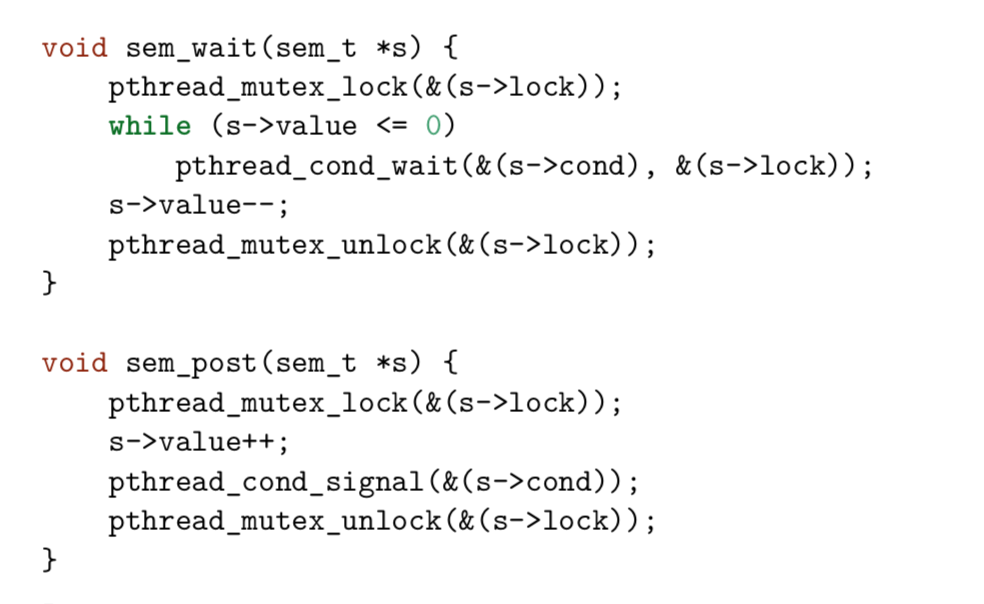 void sem_wait(sem_t *s) {
    pthread_mutex_lock(&(s->lock));
    while (s->value <= 0)
        pthread_cond_wait(&(s->cond), &(s->lock));
    s->value--;
    pthread_mutex_unlock(&(s->lock));
}

void sem_post(sem_t *s) {
    pthread_mutex_lock(&(s->lock));
    s->value++;
    pthread_cond_signal(&(s->cond));
    pthread_mutex_unlock(&(s->lock));
}